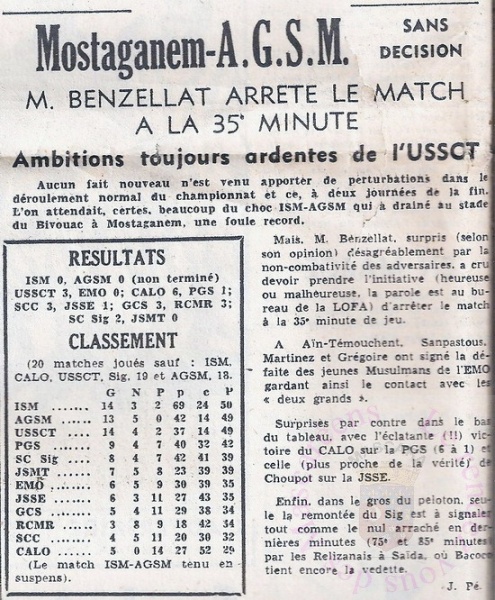 Mostaganem-A.G.S.M.
SANS
DECISION
M. BENZELLAT ARRETE LE MATCH
A LA 35e MINUTE
Ambitions toujours ardentes de l'USSCT
Aucun fait nouveau n'est venu apporter de perturbations dans le
déroulement normal du championnat et ce, à deux journées de la fin.
L'on attendait, certes, beaucoup du choc ISM-AGSM qui a drainé au stade
du Bivouac à Mostaganem, une foule record.
RESULTATS
ISM 0, AGSM 0 (non terminé)
USSCT 3, EMO 0; CALO 6, PGS 1;
SCC 3, JSSE 1; GCS 3, RCMR 3;
SC Sig 2, JSMT 0
CLASSEMENT
(20 matches joués sauf : ISM,
CALO, USSCT, Sig, 19 et AGSM, 18.
G N P p c P
ISM ....... 14 3 2 69 24 50
AGSM ...... 13 5 0 42 14 49
USSCT ..... 14 4 2 37 14 49
PGS ....... 9 4 7 40 32 42
SC Sig .... 8 4 7 42 41 39
JSMT ...... 7 5 8 23 39 39
EMO ....... 6 5 9 30 39 35
JSSE ...... 6 3 11 27 43 35
GCS ....... 4 5 11 29 38 34
RCMR ...... 3 8 9 18 42 34
SCC ....... 4 5 11 20 30 32
CALO ...... 5 0 14 27 52 29
(Le match ISM-AGSM tenu en
suspens).
Mais, M. Benzellat, surpris (selon
son opinion) désagréablement par la
non-combativité des adversaires, a cru
devoir prendre l'initiative (heureuse
ou malheureuse, la parole est au bu-
reau de la LOFA) d'arrêter le match
à la 35e minute de jeu.
A Aïn-Témouchent, Sanpastous,
Martinez et Grégoire ont signé la dé-
faite des jeunes Musulmans de l'EMO
gardant ainsi le contact avec les
« deux grands ».
Surprises par contre dans le bas
du tableau, avec l'éclatante (!!) vic-
toire du CALO sur la PGS (6 à 1) et
celle (plus proche de la vérité) de
Choupot sur la JSSE.
Enfin, dans le gros du peloton, seu-
le la remontée du Sig est à signaler
tout comme le nul arraché en der-
nières minutes (75e et 85e minutes)
par les Relizanais à Saïda, où Bacoco
tient encore la vedette.
J. Pé.